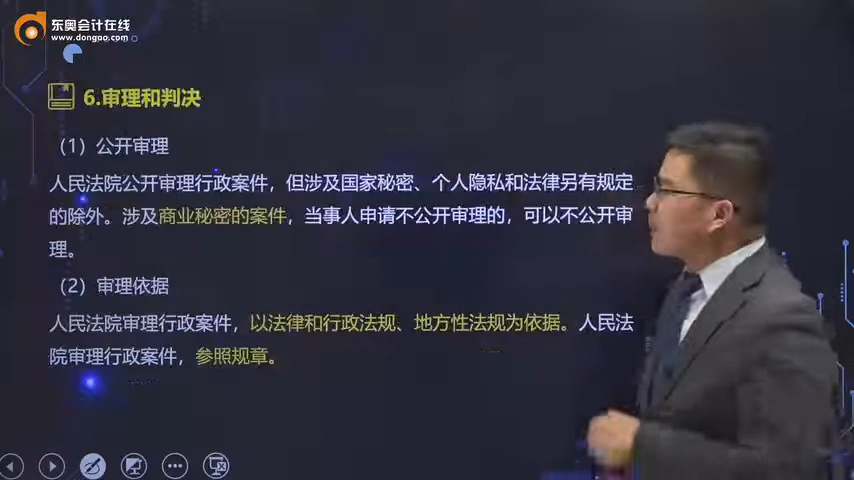 东奥会计在线
www.dongao.com
6.审理和判决
（1）公开审理
人民法院公开审理行政案件，但涉及国家秘密、个人隐私和法律另有规定
的除外。涉及商业秘密的案件，当事人申请不公开审理的，可以不公开审
理。
（2）审理依据
人民法院审理行政案件，以法律和行政法规、地方性法规为依据。人民法
院审理行政案件，参照规章。